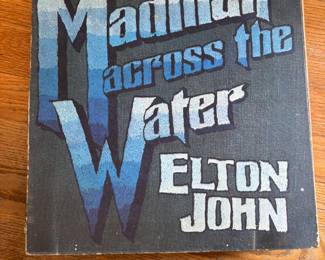 Madman
across the
Water
ELTON
JOHN